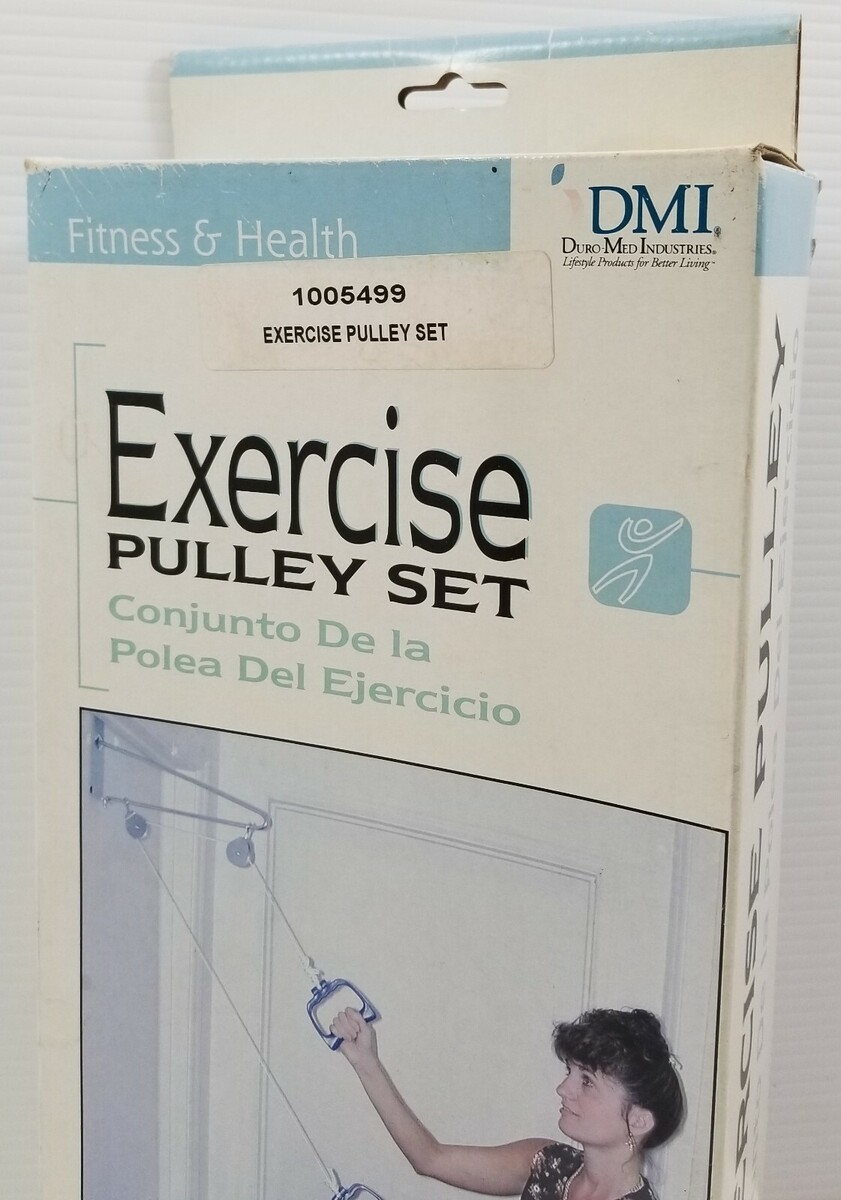 Fitness & Health
DMI®
DURO-MED INDUSTRIES®
Lifestyle Products for Better Living™
1005499
EXERCISE PULLEY SET
Exercise
PULLEY SET
Conjunto De la
Polea Del Ejercicio